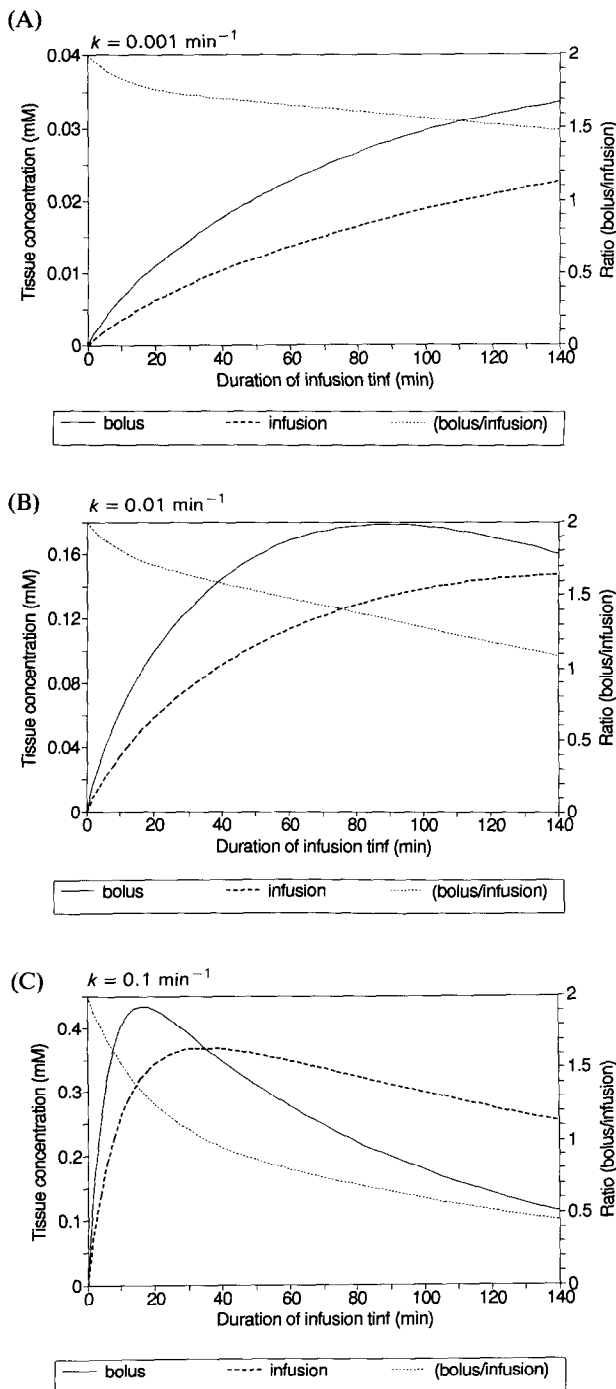 (A)
k = 0.001 min⁻¹
0.04
0.03
0.02
0.01
0
Tissue concentration (mM)
2
1.5
1
0.5
0
Ratio (bolus/infusion)
0 20 40 60 80 100 120 140
Duration of infusion tinf (min)
bolus infusion (bolus/infusion)
(B)
k = 0.01 min⁻¹
0.16
0.12
0.08
0.04
0
Tissue concentration (mM)
2
1.5
1
0.5
0
Ratio (bolus/infusion)
0 20 40 60 80 100 120 140
Duration of infusion tinf (min)
bolus infusion (bolus/infusion)
(C)
k = 0.1 min⁻¹
0.4
0.3
0.2
0.1
0
Tissue concentration (mM)
2
1.5
1
0.5
0
Ratio (bolus/infusion)
0 20 40 60 80 100 120 140
Duration of infusion tinf (min)
bolus infusion (bolus/infusion)